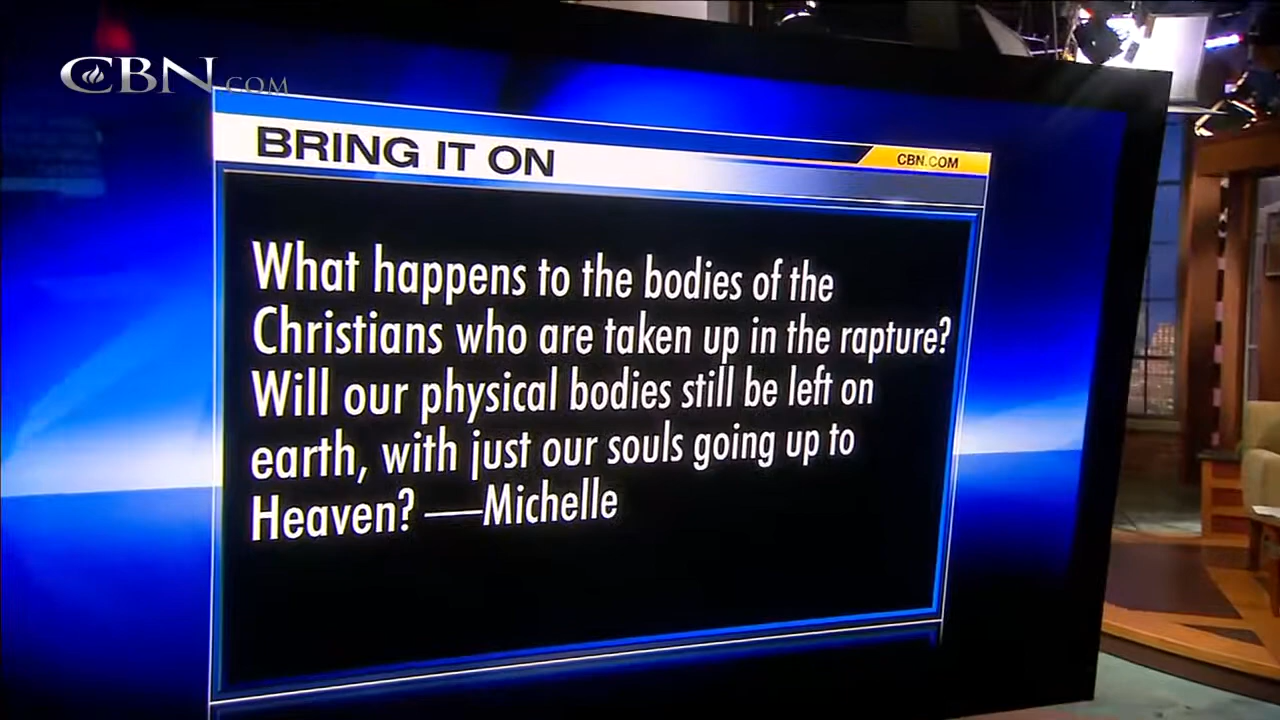 CBN.COM
BRING IT ON
CBN.COM
What happens to the bodies of the
Christians who are taken up in the rapture?
Will our physical bodies still be left on
earth, with just our souls going up to
Heaven? —Michelle